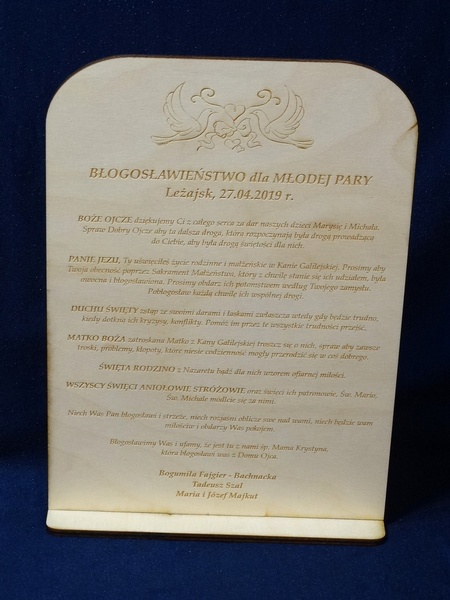 BŁOGOSŁAWIEŃSTWO dla MŁODEJ PARY
Leżajsk, 27.04.2019 r.
BOŻE OJCZE dziękujemy Ci z całego serca za dar naszych dzieci Marysię i Michała.
Spraw Dobry Ojcze aby ta dalsza droga, którą rozpoczynają była drogą prowadzącą
do Ciebie, aby była drogą świętości dla nich.
PANIE JEZU, Ty uświęciłeś życie rodzinne i małżeńskie w Kanie Galilejskiej. Prosimy aby
Twoja obecność poprzez Sakrament Małżeństwa, który z chwilę stanie się ich udziałem, była
mocna i błogosławiona. Prosimy obdarz ich potomstwem według Twojego zamysłu.
Pobłogosław każdą chwilę ich wspólnej drogi.
DUCHU ŚWIĘTY zstąp ze swoimi darami i łaskami zwłaszcza wtedy gdy będzie trudno,
kiedy dotkną ich kryzysy, konflikty. Pomóż im przez te wszystkie trudności przejść.
MATKO BOŻA zatroskana Matko z Kany Galilejskiej troszcz się o nich, spraw aby zawsze
troski, problemy, kłopoty, które niesie codzienność mogły przeradzać się w coś dobrego.
ŚWIĘTA RODZINO z Nazaretu bądź dla nich wzorem ofiarnej miłości.
WSZYSCY ŚWIĘCI ANIOŁOWIE STRÓŻOWIE oraz święci ich patronowie, Św. Mario,
Św. Michale módlcie się za nimi.
Niech Was Pan błogosławi i strzeże, niech rozjaśni oblicze swe nad wami, niech będzie wam
miłościw i obdarzy Was pokojem.
Błogosławimy Was i ufamy, że jest tu z nami śp. Mama Krystyna,
która błogosławi was z Domu Ojca.
Bogumiła Fajgier - Bachnacka
Tadeusz Szal
Maria i Józef Majkut